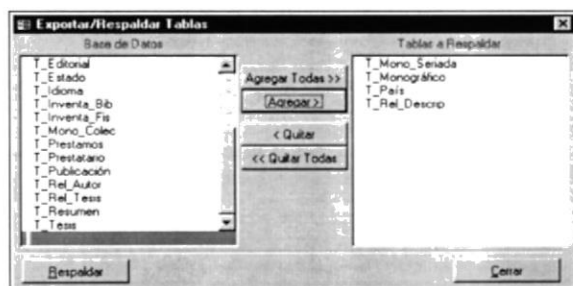 Exportar/Respaldar Tablas
Base de Datos
Tablas a Respaldar
T_Editorial
T_Estado
T_Idioma
T_Inventa_Bib
T_Inventa_Fis
T_Mono_Colec
T_Prestamos
T_Prestatario
T_Publicación
T_Rel_Autor
T_Rel_Tesis
T_Resumen
T_Tesis
Agregar Todas >>
Agregar >
< Quitar
<< Quitar Todas
T_Mono_Seriada
T_Monográfico
T_País
T_Rel_Descrip
Respaldar
Cerrar